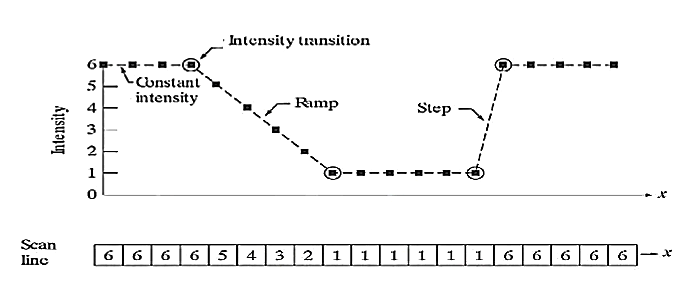 Intensity transition
6
Constant
5
intensity
4
Ramp
Step
3
2
1
0
Intensity
x
Scan
line
6 6 6 6 5 4 3 2 1 1 1 1 1 1 6 6 6 6 6
x